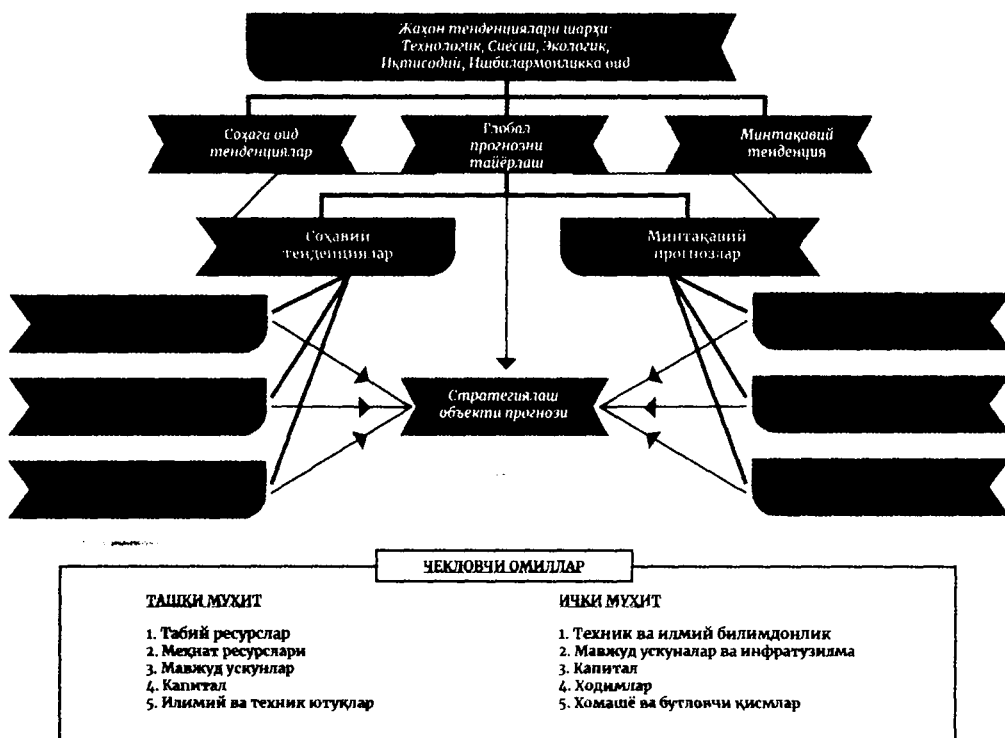 Жаҳон тенденциялари шарҳи
Технологик, Сиёсий, Экологик,
Иқтисодий, Ишбилармонликка оид
Соҳага оид
тенденциялар
Глобал
прогнозни
тайёрлаш
Минтақавий
тенденция
Соҳавий
тенденциялар
Минтақавий
прогнозлар
Стратегиялаш
объекти прогнози
ЧЕКЛОВЧИ ОМИЛЛАР
ТАШҚИ МУҲИТ
1. Табий ресурслар
2. Меҳнат ресурслари
3. Мавжуд ускунлар
4. Капитал
5. Илимий ва техник ютуқлар
ИЧКИ МУҲИТ
1. Техник ва илмий билимдонлик
2. Мавжуд ускуналар ва инфратузилма
3. Капитал
4. Ходимлар
5. Хомашё ва бутловчи қисмлар